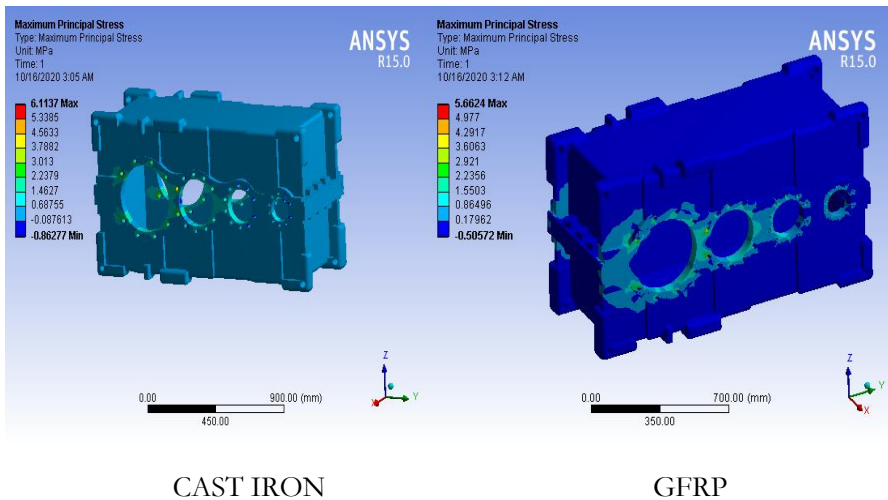 Maximum Principal Stress
Type: Maximum Principal Stress
Unit: MPa
Time: 1
10/16/2020 3:05 AM
ANSYS
R15.0
6.1137 Max
5.3385
4.5633
3.7882
3.013
2.2379
1.4627
0.68755
-0.087613
-0.86277 Min
Z
X
Y
0.00
900.00 (mm)
450.00
Maximum Principal Stress
Type: Maximum Principal Stress
Unit: MPa
Time: 1
10/16/2020 3:12 AM
ANSYS
R15.0
5.6624 Max
4.977
4.2917
3.6063
2.921
2.2356
1.5503
0.86496
0.17962
-0.50572 Min
Z
Y
X
0.00
700.00 (mm)
350.00
CAST IRON
GFRP